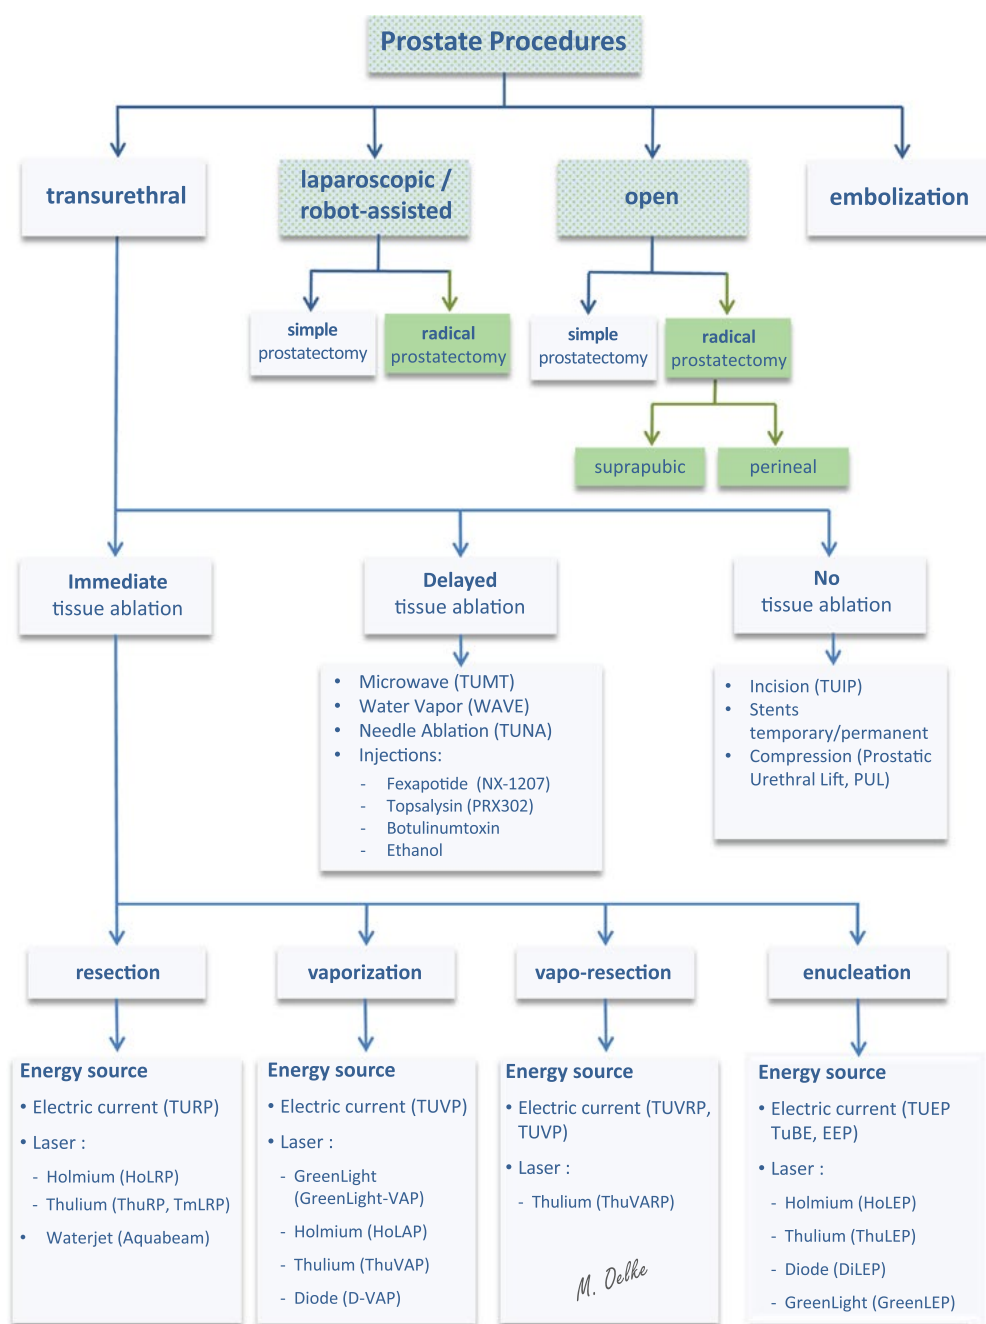 Prostate Procedures
transurethral
laparoscopic /
robot-assisted
open
embolization
simple
prostatectomy
radical
prostatectomy
simple
prostatectomy
radical
prostatectomy
suprapubic
perineal
Immediate
tissue ablation
Delayed
tissue ablation
No
tissue ablation
• Microwave (TUMT)
• Water Vapor (WAVE)
• Needle Ablation (TUNA)
• Injections:
- Fexapotide (NX-1207)
- Topsalysin (PRX302)
- Botulinumtoxin
- Ethanol
• Incision (TUIP)
• Stents
temporary/permanent
• Compression (Prostatic
Urethral Lift, PUL)
resection
vaporization
vapo-resection
enucleation
Energy source
• Electric current (TURP)
• Laser :
- Holmium (HoLRP)
- Thulium (ThuRP, TmLRP)
• Waterjet (Aquabeam)
Energy source
• Electric current (TUVP)
• Laser :
- GreenLight
(GreenLight-VAP)
- Holmium (HoLAP)
- Thulium (ThuVAP)
- Diode (D-VAP)
Energy source
• Electric current (TUVRP,
TUVP)
• Laser :
- Thulium (ThuVARP)
M. Oelke
Energy source
• Electric current (TUEP
TuBE, EEP)
• Laser :
- Holmium (HoLEP)
- Thulium (ThuLEP)
- Diode (DiLEP)
- GreenLight (GreenLEP)